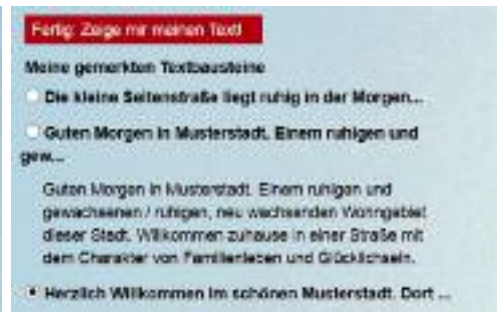 Fertig: Zeige mir meinen Text!
Meine gemerkten Textbausteine
Die kleine Seitenstraße liegt ruhig in der Morgen...
Guten Morgen in Musterstadt. Einem ruhigen und
gew...
Guten Morgen in Musterstadt. Einem ruhigen und
gewachsenen / ruhigen, neu wachsenden Wohngebiet
dieser Stadt. Willkommen zuhause in einer Straße mit
dem Charakter von Familienleben und Glücklichsein.
Herzlich Willkommen im schönen Musterstadt. Dort ...